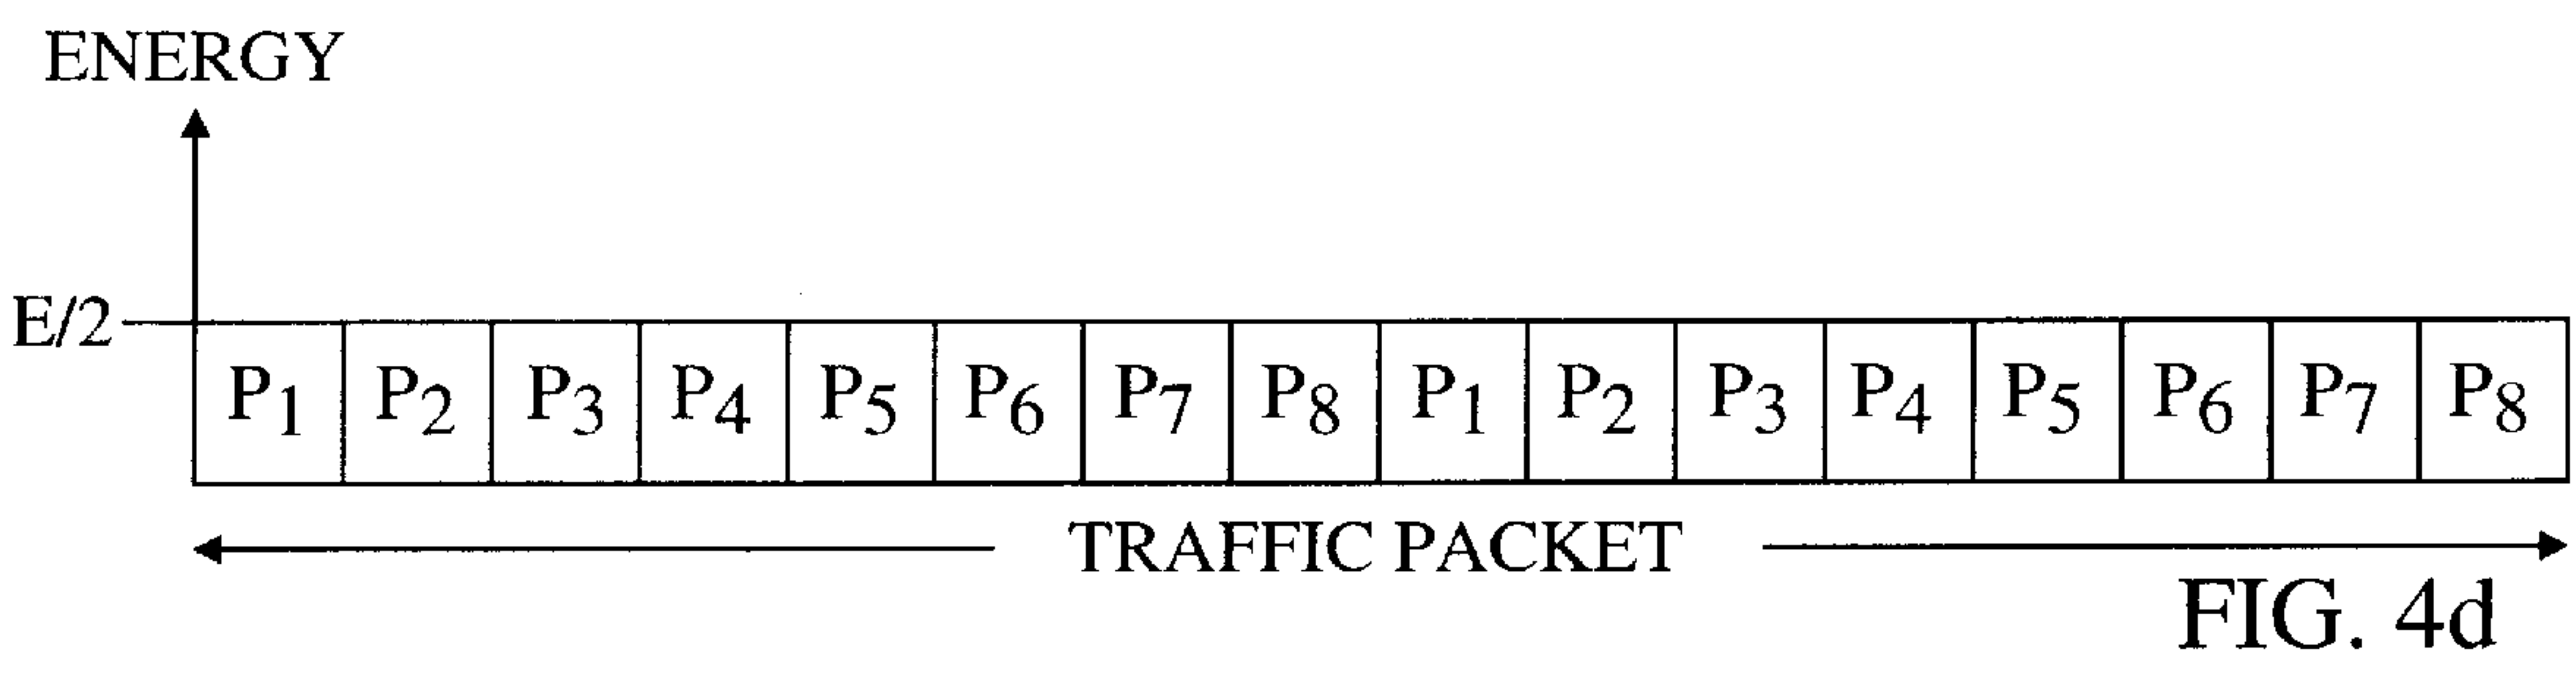 ENERGY
E/2
P1 P2 P3 P4 P5 P6 P7 P8 P1 P2 P3 P4 P5 P6 P7 P8
TRAFFIC PACKET
FIG. 4d